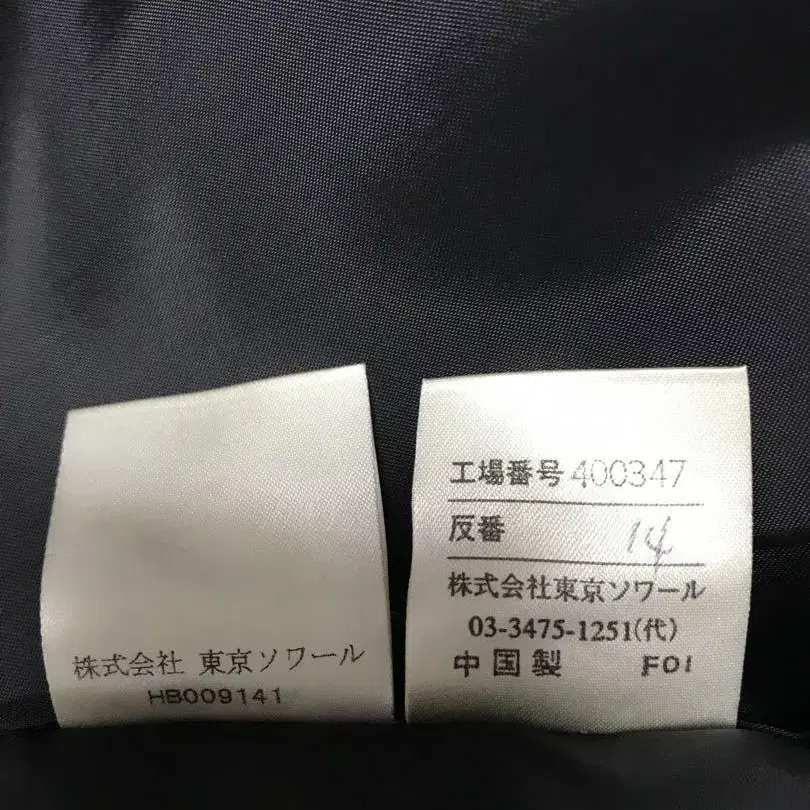 株式会社 東京ソワール
HB009141
工場番号 400347
反番 14
株式会社東京ソワール
03-3475-1251(代)
中国製 F01